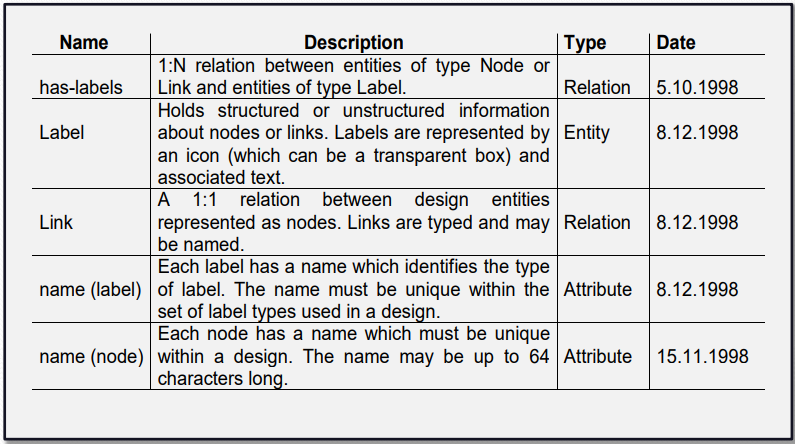 Name Description Type Date
1:N relation between entities of type Node or
has-labels Link and entities of type Label. Relation 5.10.1998
Holds structured or unstructured information
Label about nodes or links. Labels are represented by Entity 8.12.1998
an icon (which can be a transparent box) and
associated text.
A 1:1 relation between design entities
Link represented as nodes. Links are typed and may Relation 8.12.1998
be named.
Each label has a name which identifies the type
name (label) of label. The name must be unique within the Attribute 8.12.1998
set of label types used in a design.
Each node has a name which must be unique
name (node) within a design. The name may be up to 64 Attribute 15.11.1998
characters long.